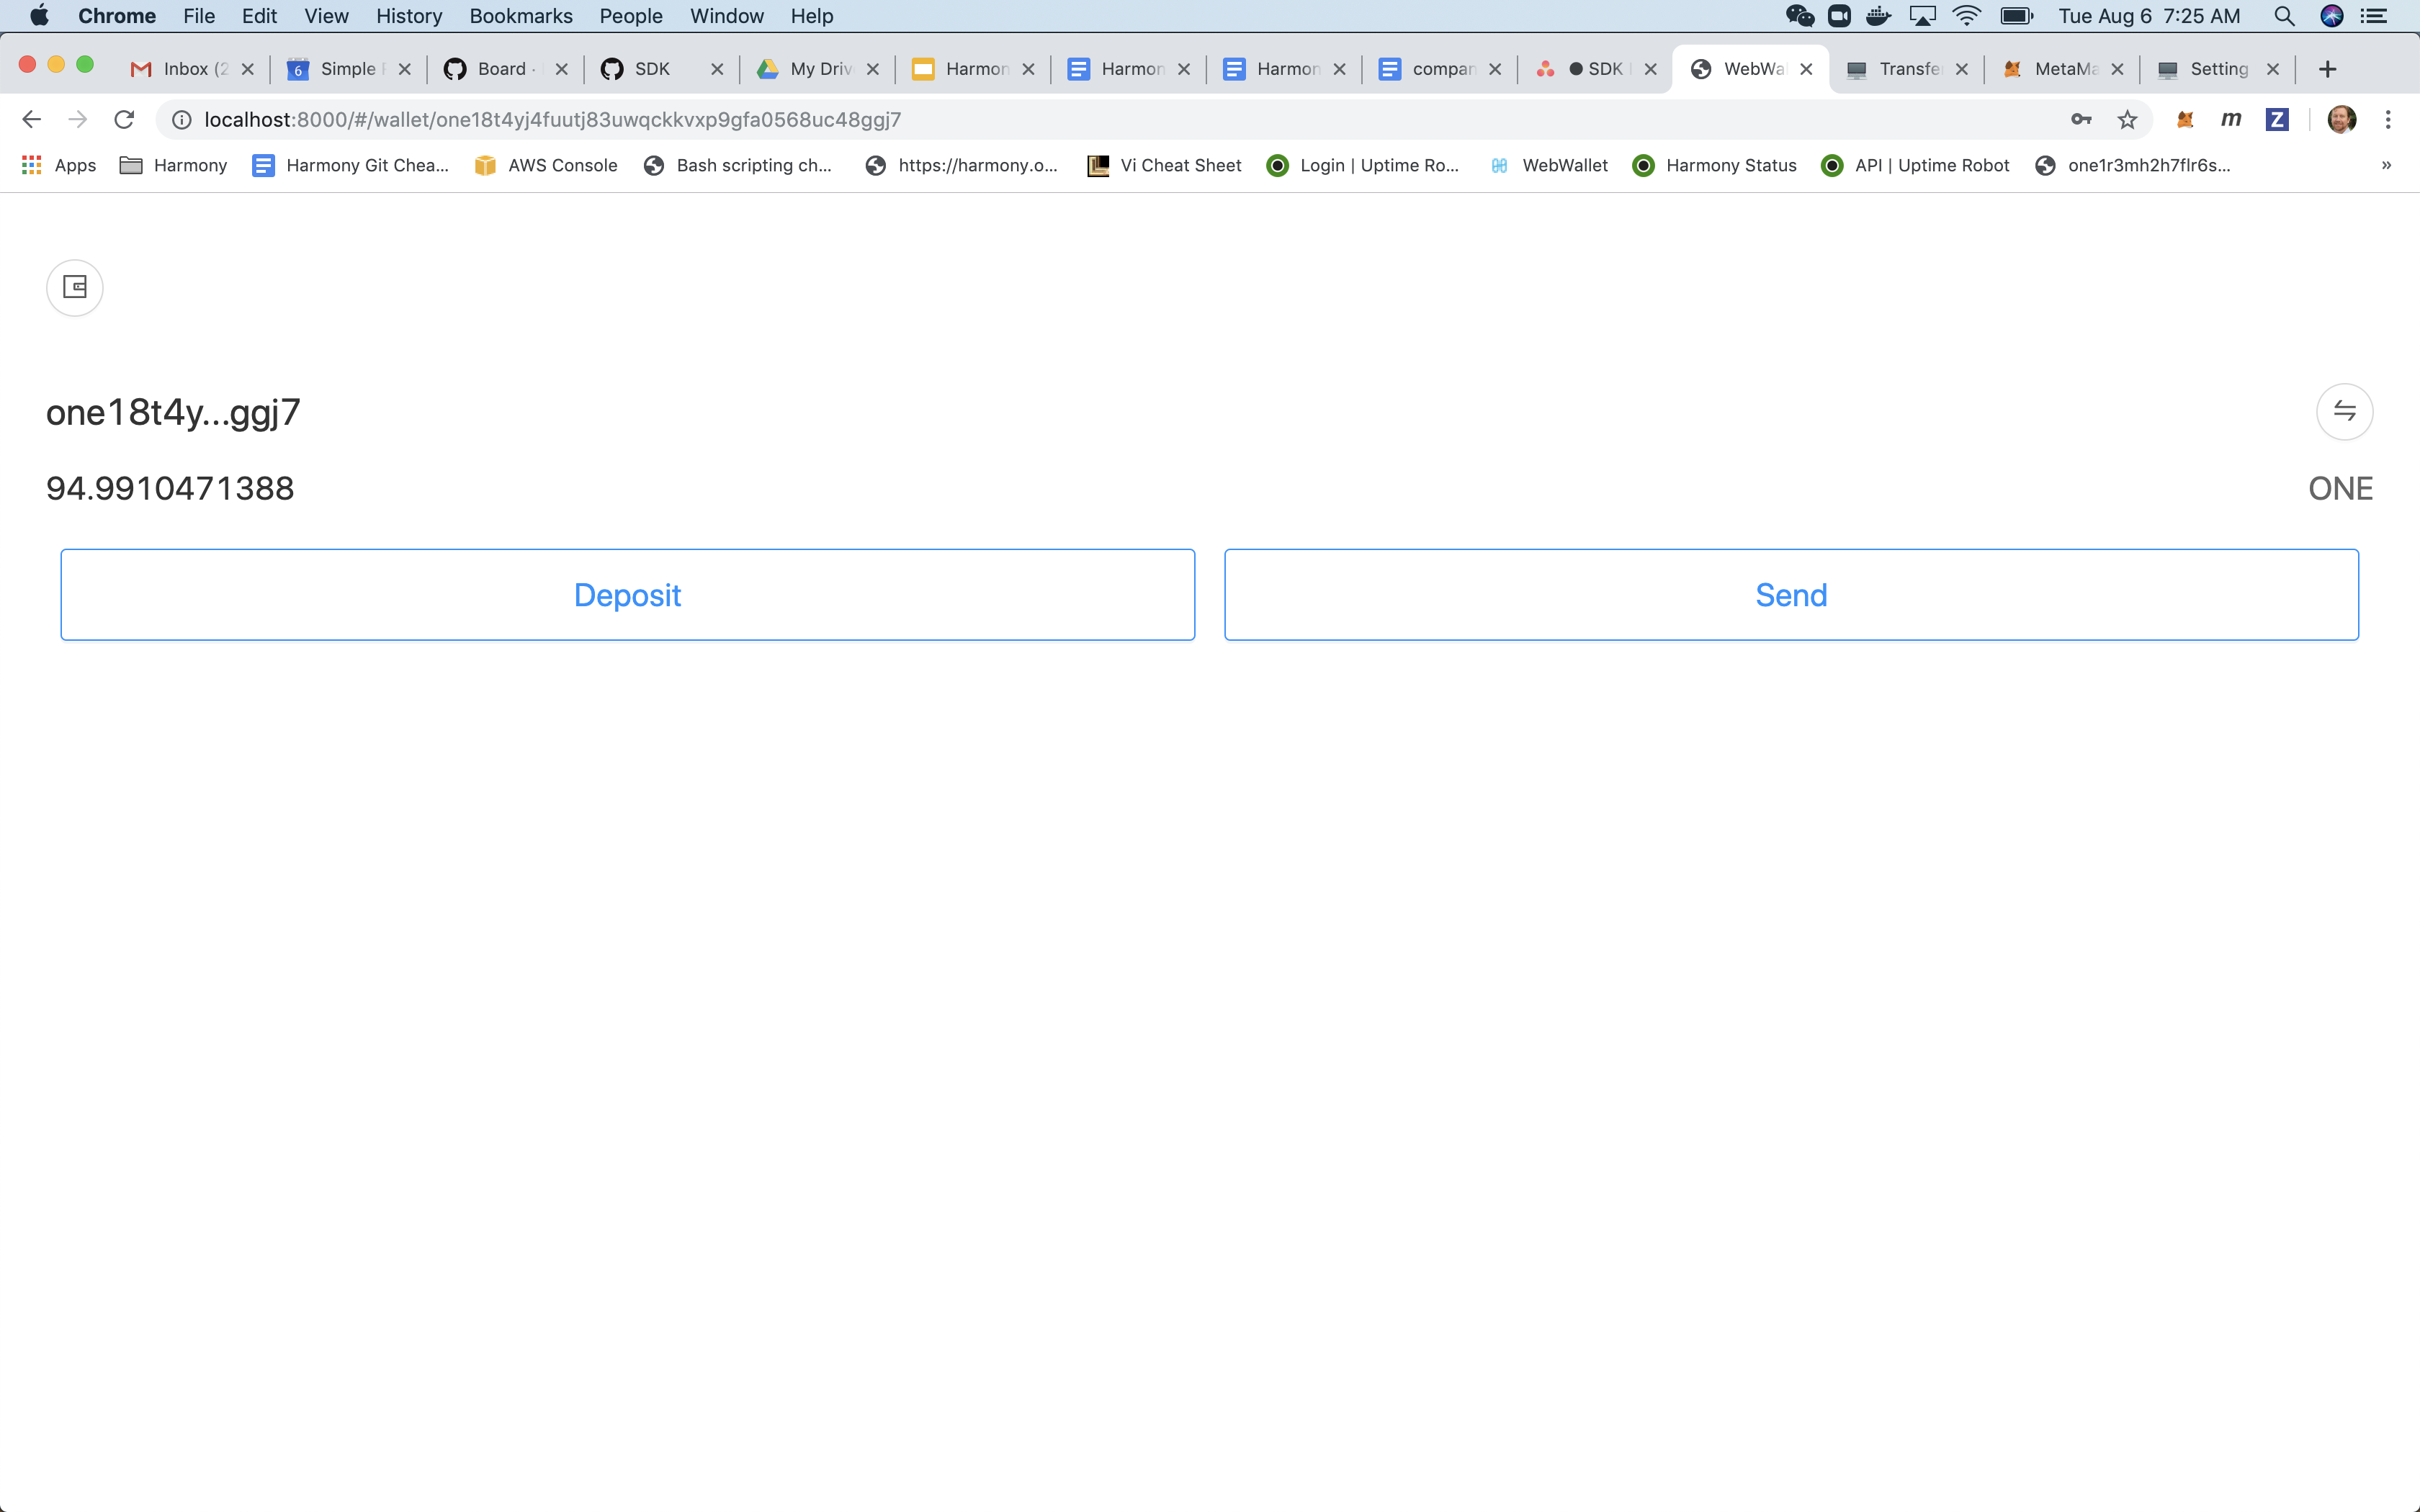 Chrome File Edit View History Bookmarks People Window Help Tue Aug 6 7:25 AM
Inbox (2 6 Simple Board · SDK My Driv Harmon Harmon Harmon compan SDK WebWal Transfe MetaMa Setting
localhost:8000/#/wallet/one18t4yj4fuutj83uwqckkvxp9gfa0568uc48ggj7 m Z
Apps Harmony Harmony Git Chea... AWS Console Bash scripting ch... https://harmony.o... Vi Cheat Sheet Login | Uptime Ro... WebWallet Harmony Status API | Uptime Robot one1r3mh2h7flr6s... »
one18t4y...ggj7
94.9910471388 ONE
Deposit Send